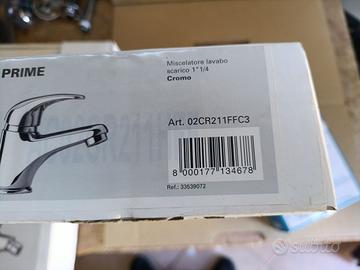 PRIME
Miscelatore lavabo
scarico 1"1/4
Cromo
Art. 02CR211FFC3
8 000177 134678
Ref.: 33539072
subito